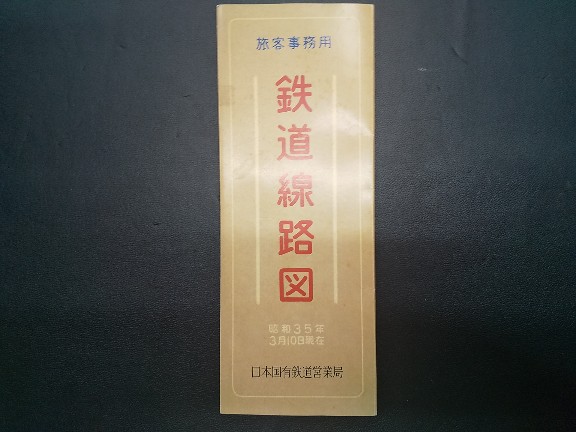 旅客事務用
鉄道線路図
昭和35年
3月10日現在
日本国有鉄道営業局